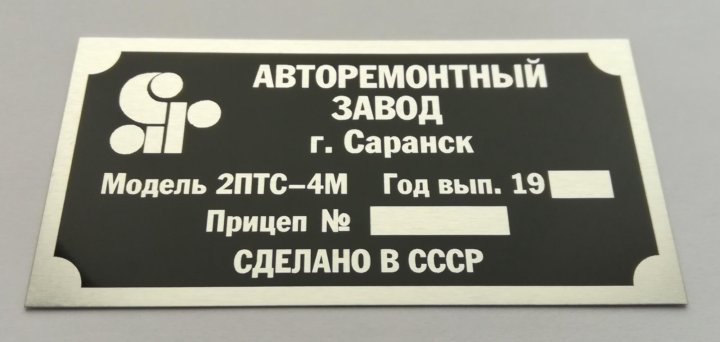 АВТОРЕМОНТНЫЙ
ЗАВОД
г. Саранск
Модель 2ПТС-4М Год вып. 19
Прицеп №
СДЕЛАНО В СССР